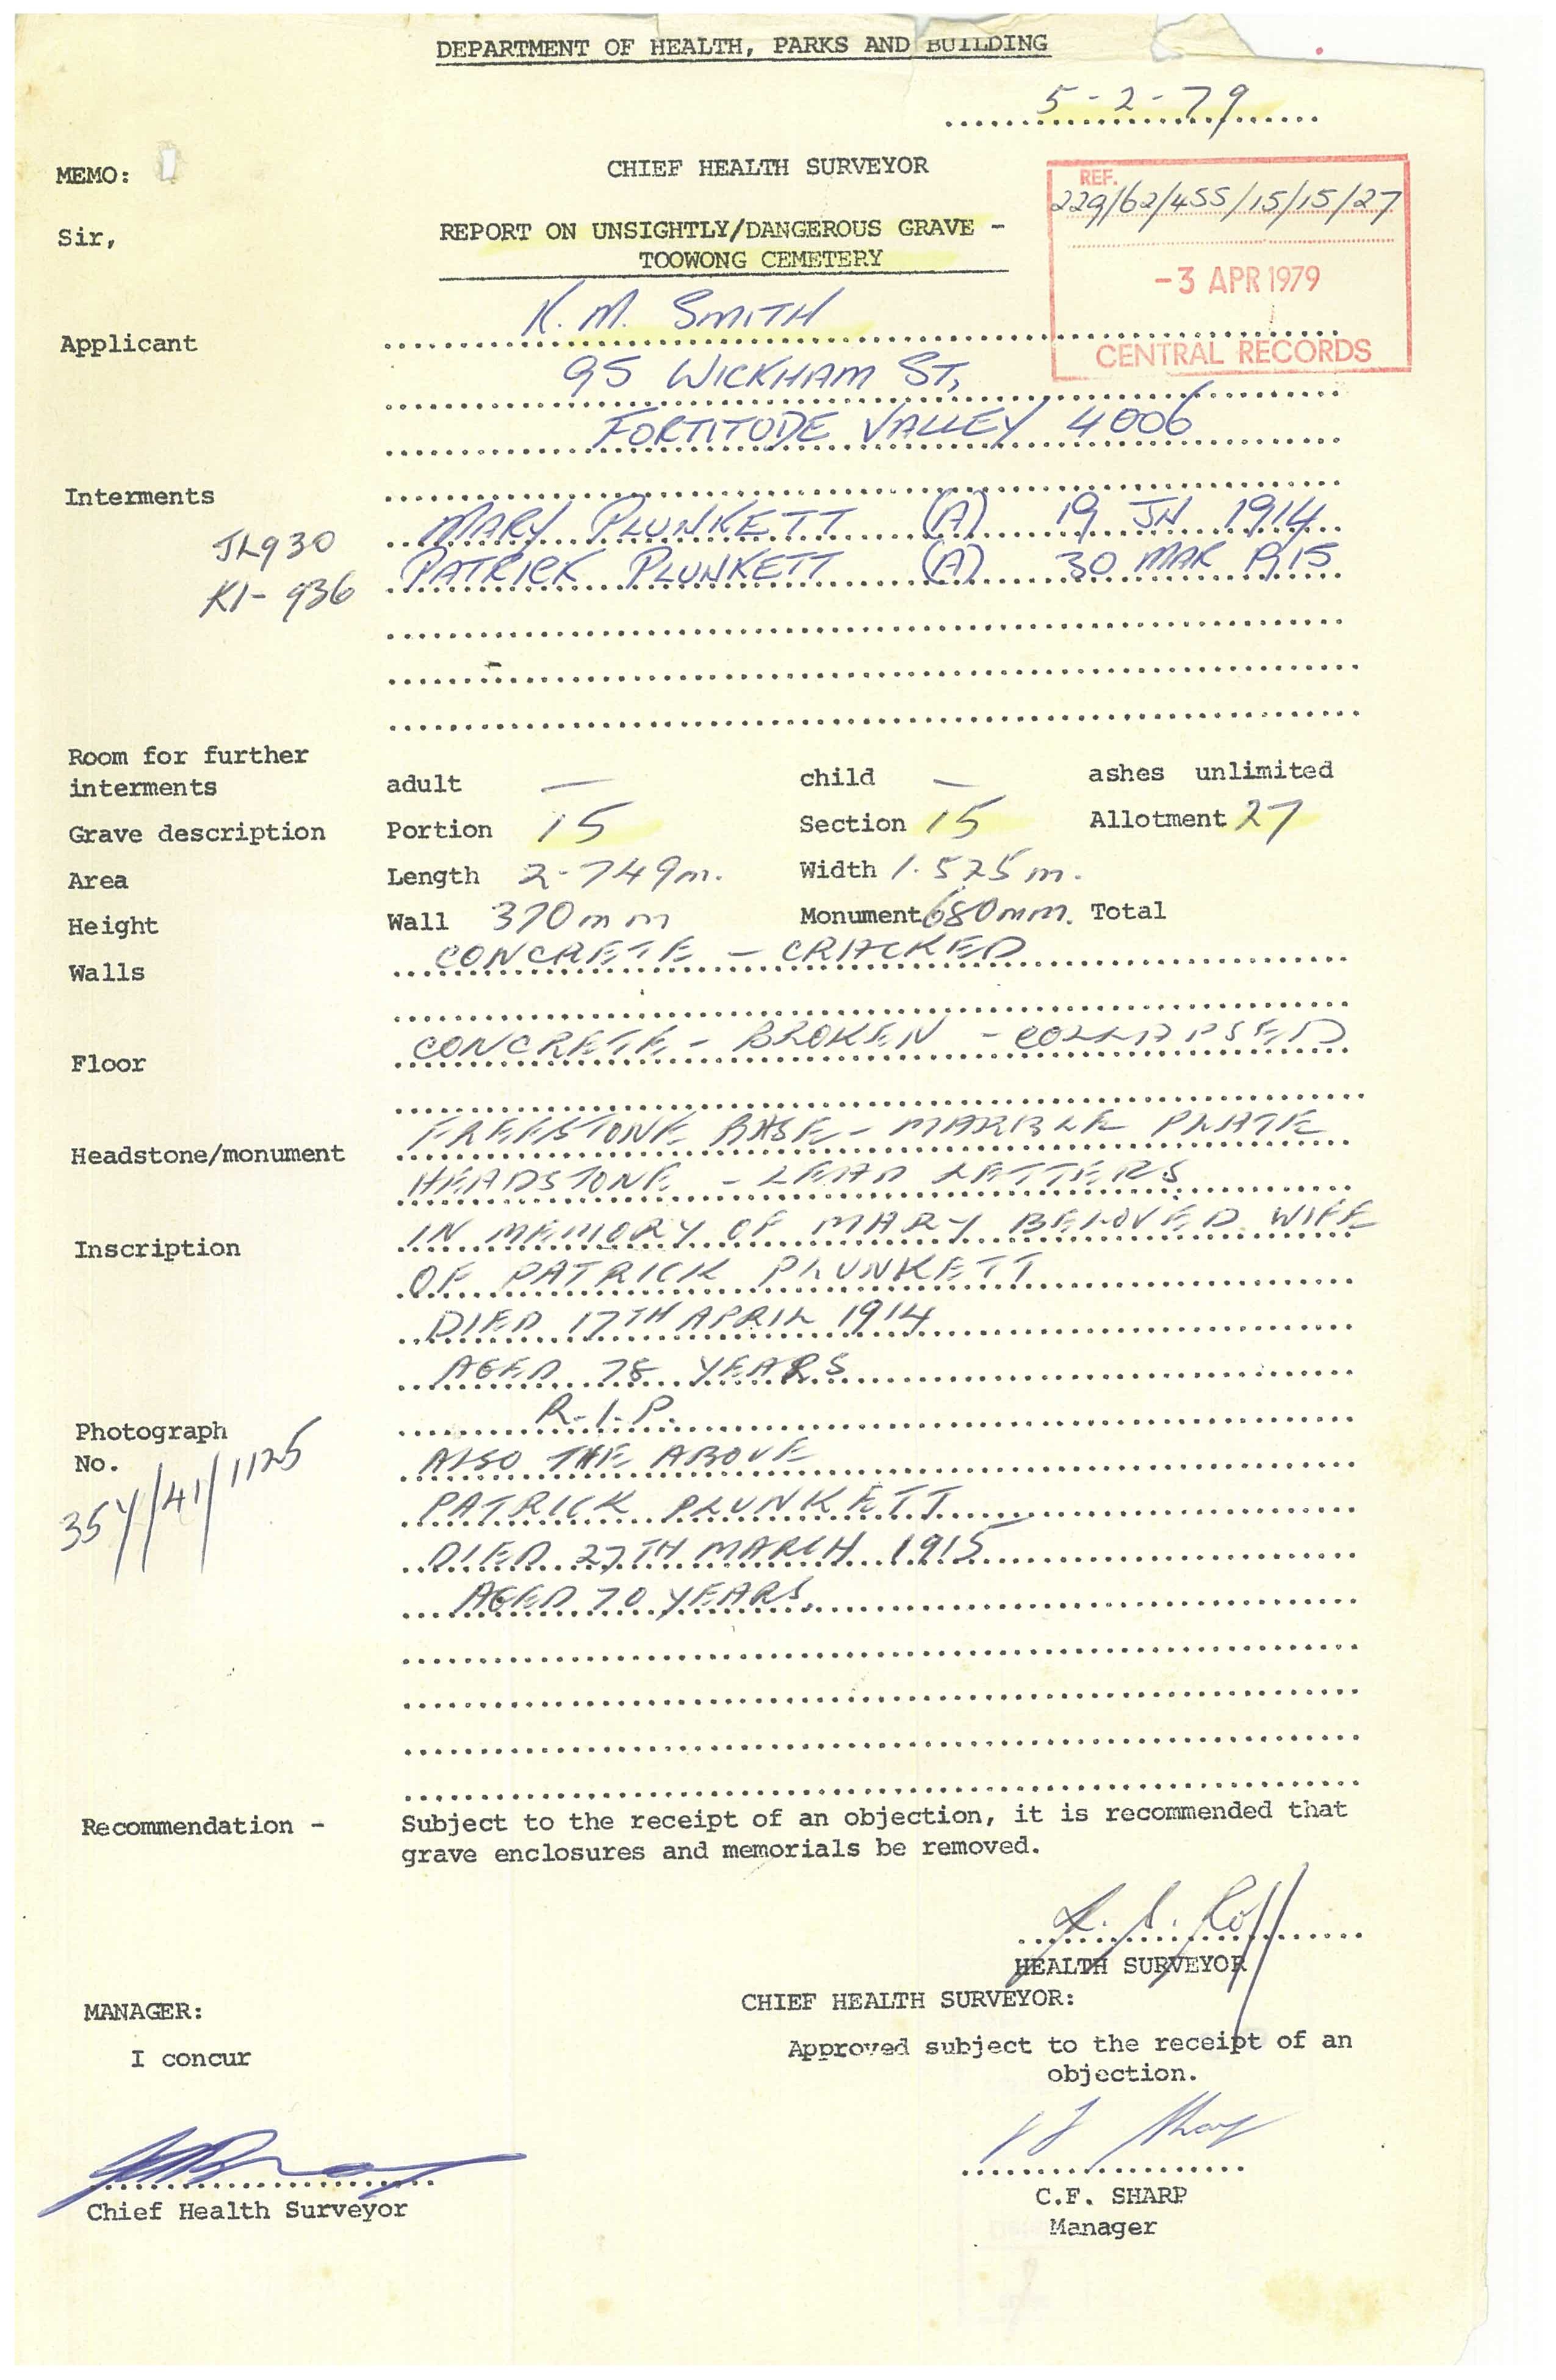 DEPARTMENT OF HEALTH, PARKS AND BUILDING
5-2-79
MEMO:
CHIEF HEALTH SURVEYOR
REF.
229/62/455/15/15/27
Sir,
REPORT ON UNSIGHTLY/DANGEROUS GRAVE -
TOOWONG CEMETERY
-3 APR 1979
CENTRAL RECORDS
Applicant K. M. SMITH
95 WICKHAM ST,
FORTITUDE VALLEY 4006
Interments
MARY PLUNKETT (A) 19 JN 1914
PATRICK PLUNKETT (A) 30 MAR 1915
JL930
K1-936
Room for further
interments adult — child — ashes unlimited
Grave description Portion 15 Section 15 Allotment 27
Area Length 2.749m. Width 1.525m.
Height Wall 370mm Monument 680mm. Total
Walls CONCRETE - CRACKED
Floor CONCRETE - BROKEN - COLLAPSED
Headstone/monument FREESTONE BASE - MARBLE PLATE
HEADSTONE - LEAD LETTERS
Inscription IN MEMORY OF MARY BELOVED WIFE
OF PATRICK PLUNKETT
DIED 17TH APRIL 1914
AGED 78 YEARS
R.I.P.
ALSO THE ABOVE
PATRICK PLUNKETT
DIED 27TH MARCH 1915
AGED 70 YEARS.
Photograph
No.
354/41/1125
Recommendation - Subject to the receipt of an objection, it is recommended that
grave enclosures and memorials be removed.
HEALTH SURVEYOR
MANAGER:
I concur
Chief Health Surveyor
CHIEF HEALTH SURVEYOR:
Approved subject to the receipt of an
objection.
C.F. SHARP
Manager